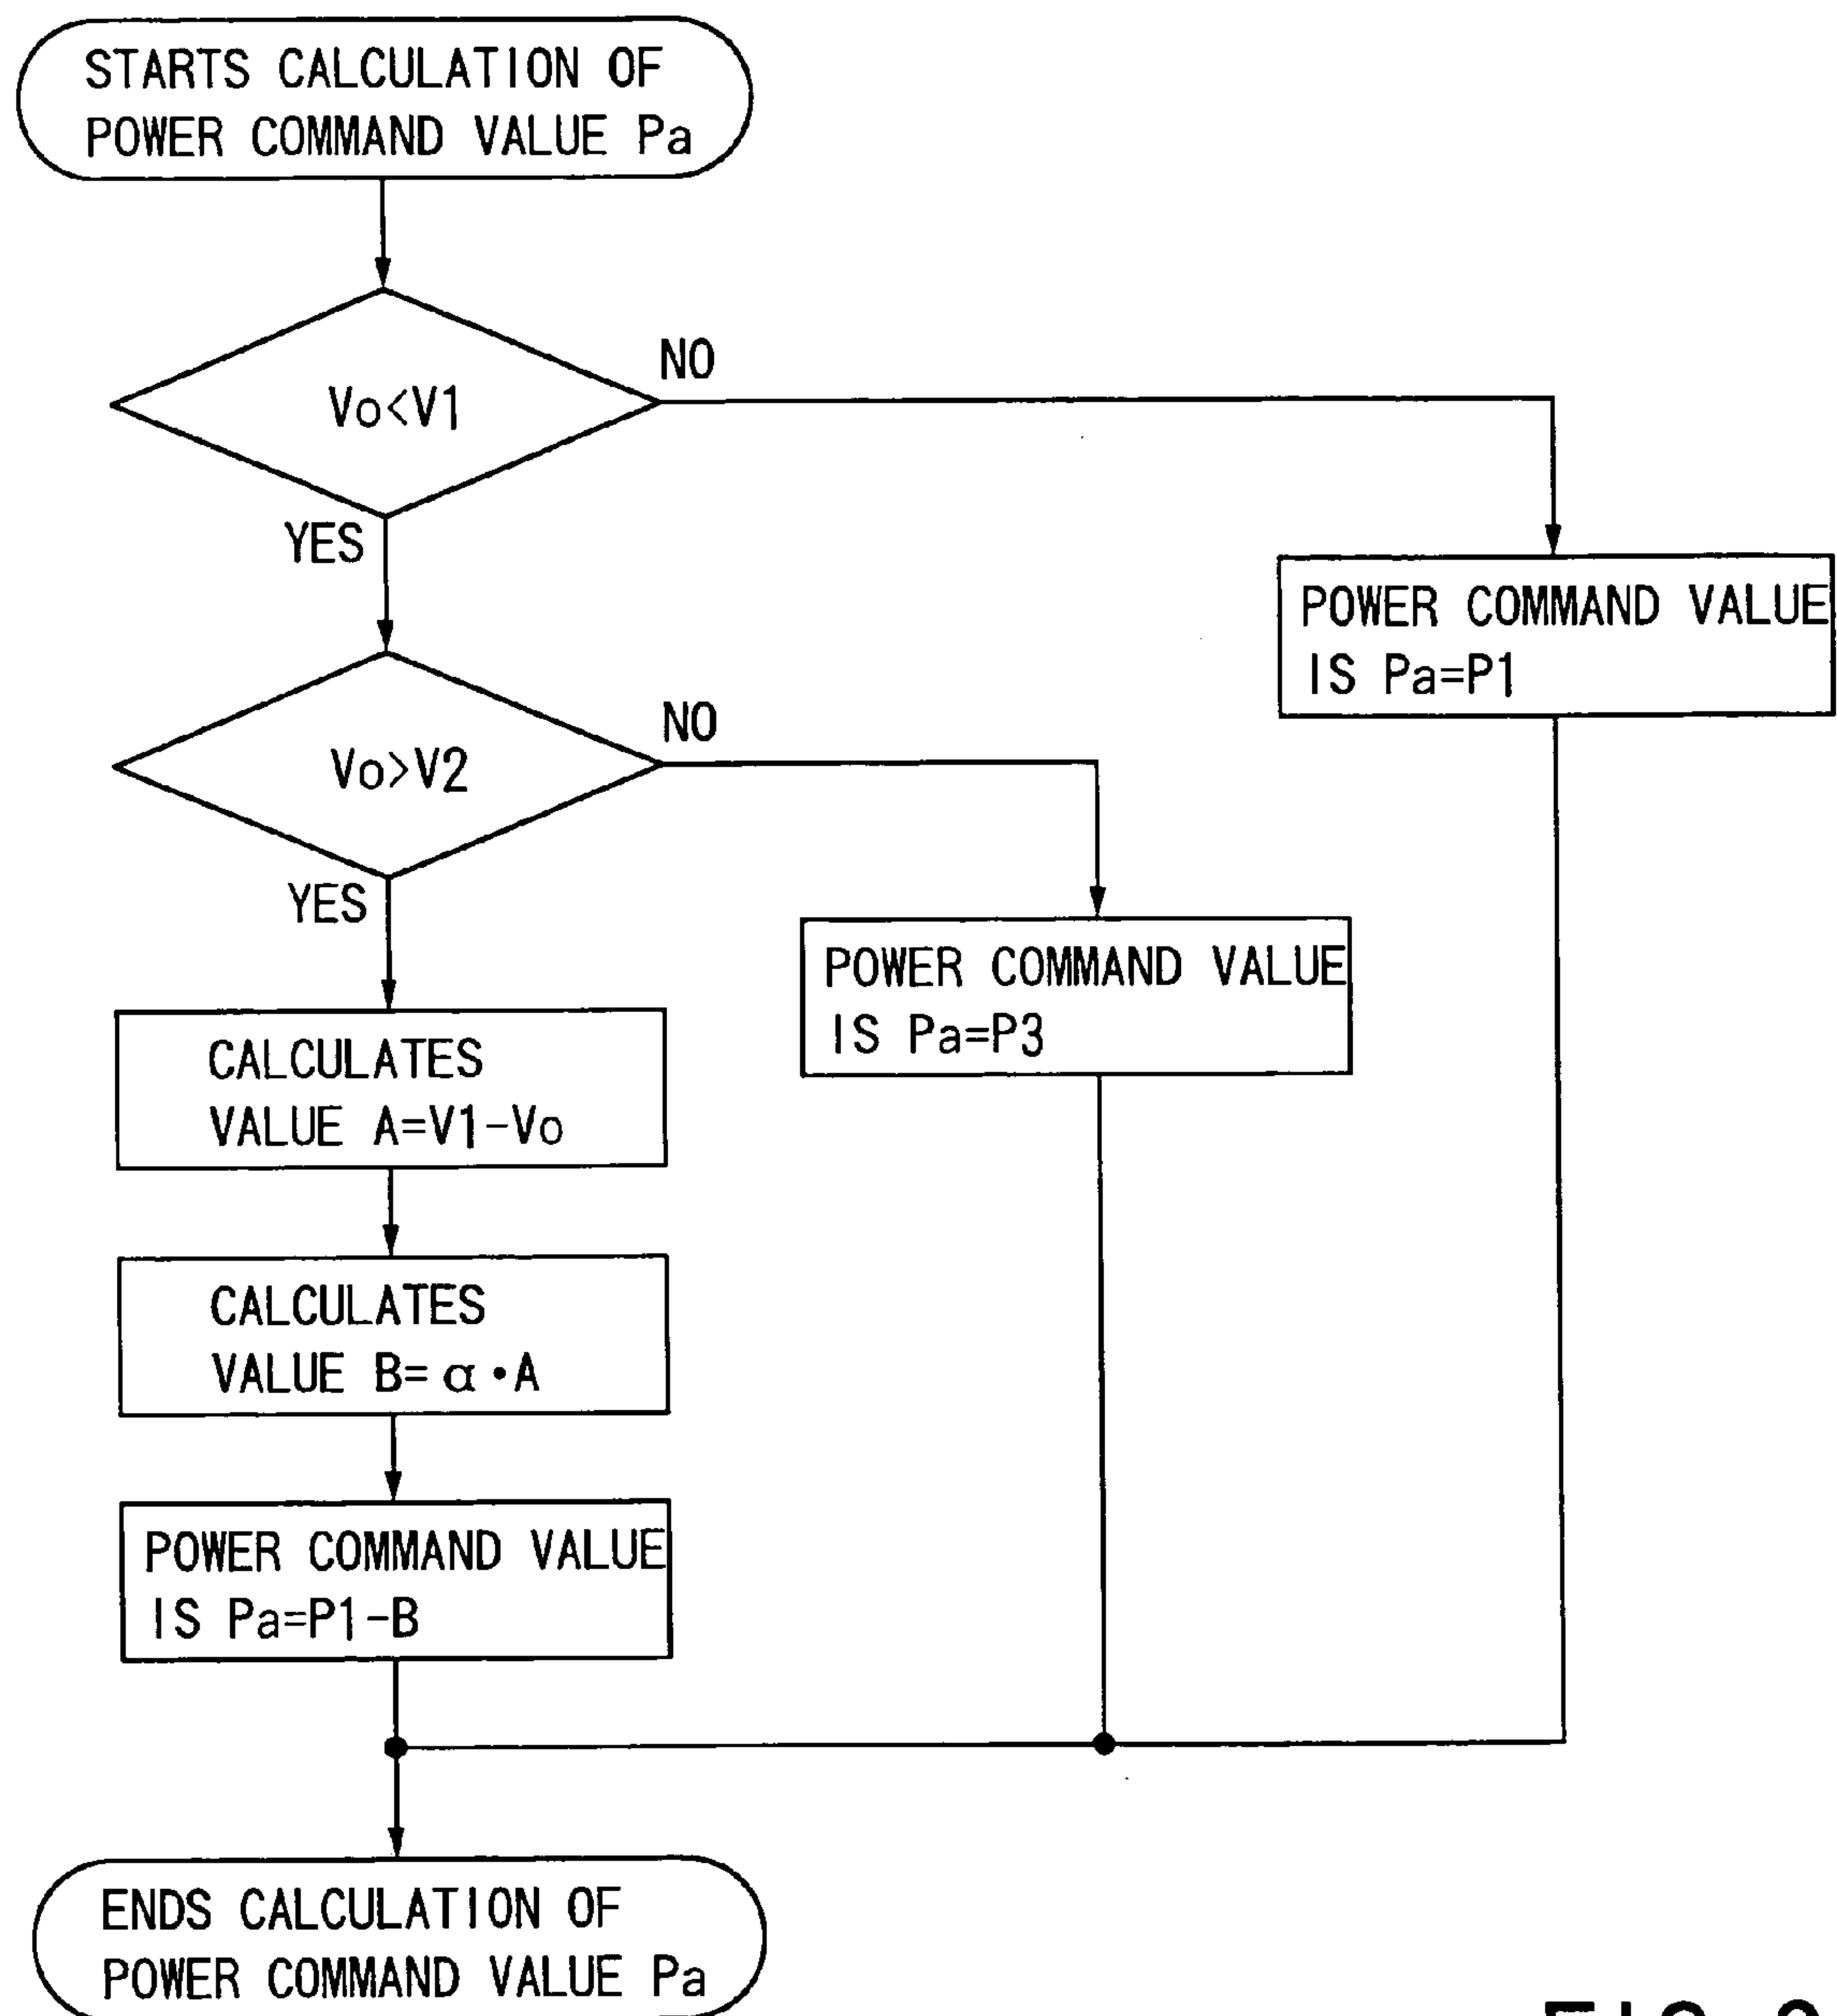 STARTS CALCULATION OF
POWER COMMAND VALUE Pa
Vo<V1
NO
YES
POWER COMMAND VALUE
IS Pa=P1
Vo>V2
NO
YES
POWER COMMAND VALUE
IS Pa=P3
CALCULATES
VALUE A=V1-Vo
CALCULATES
VALUE B=α・A
POWER COMMAND VALUE
IS Pa=P1-B
ENDS CALCULATION OF
POWER COMMAND VALUE Pa